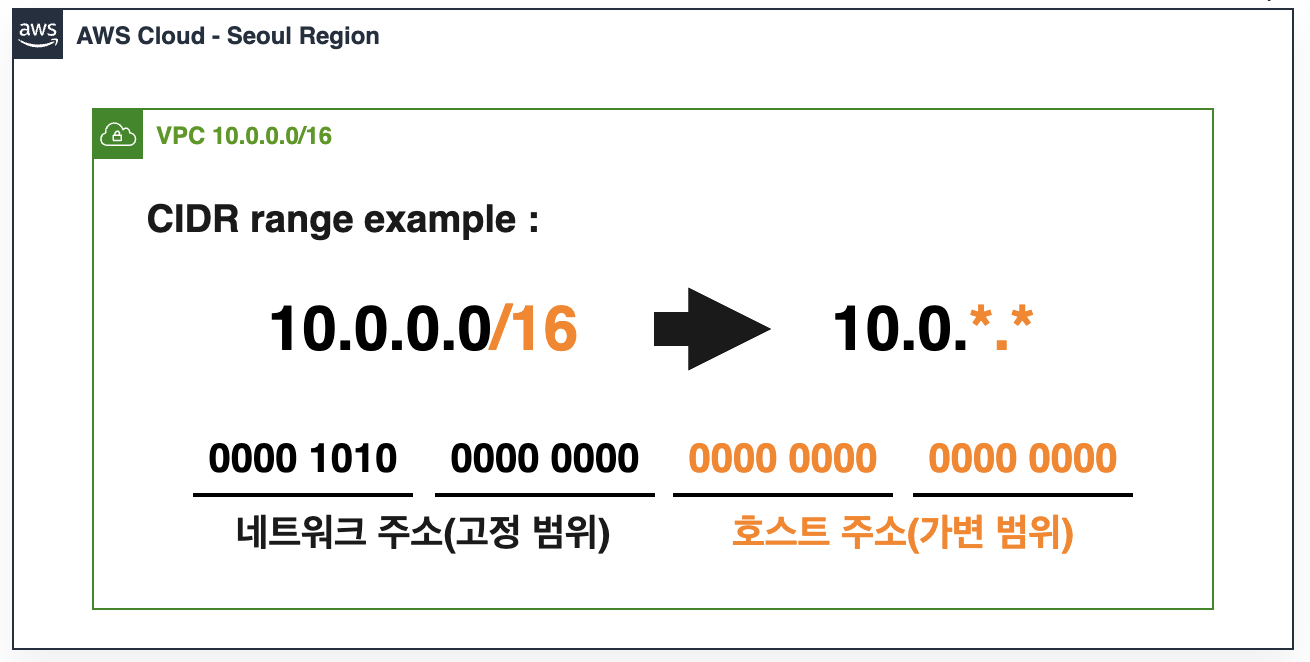 aws
AWS Cloud - Seoul Region
VPC 10.0.0.0/16
CIDR range example :
10.0.0.0/16 10.0.*.*
0000 1010 0000 0000 0000 0000 0000 0000
네트워크 주소(고정 범위) 호스트 주소(가변 범위)